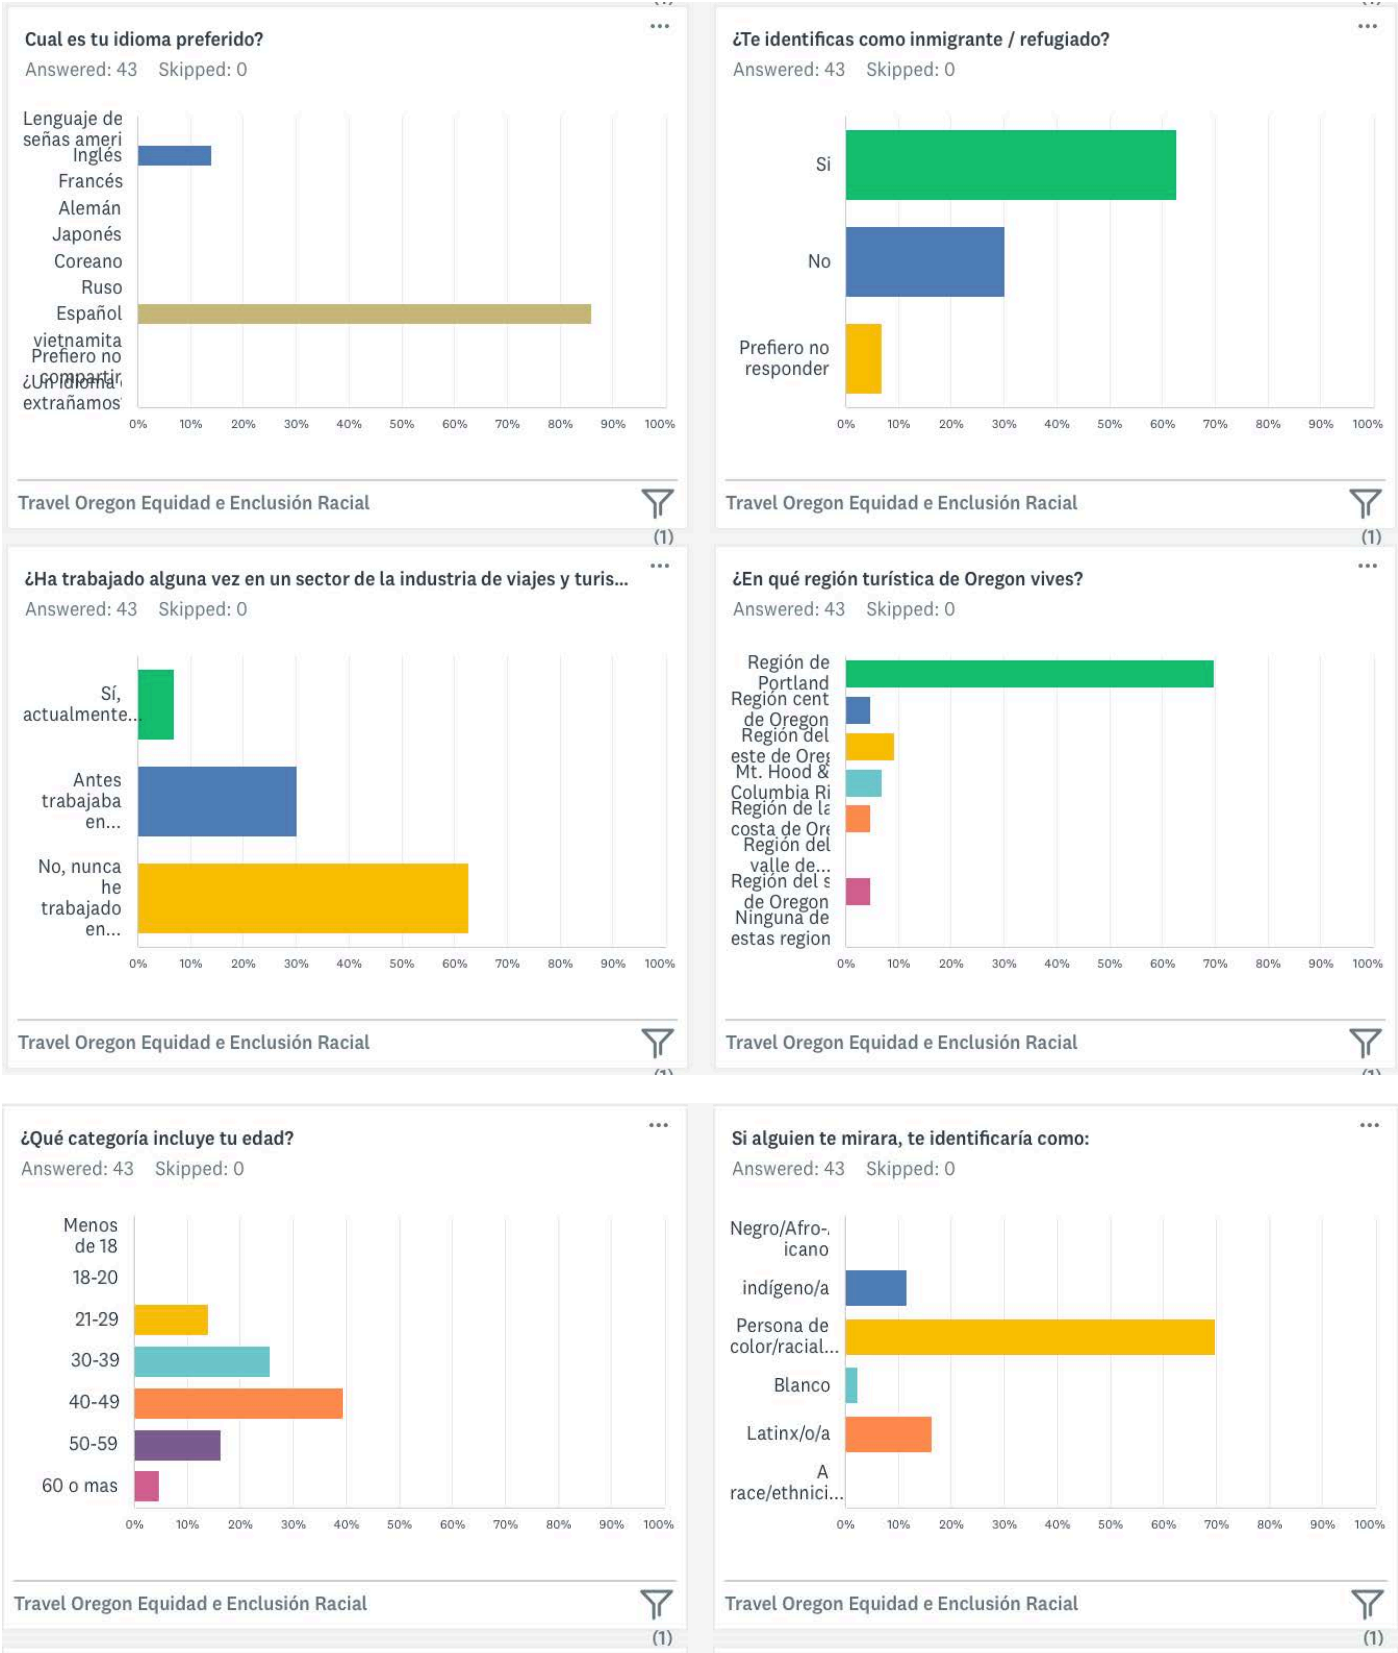 Cual es tu idioma preferido?
Answered: 43 Skipped: 0
Lenguaje de
señas ameri
Inglés
Francés
Alemán
Japonés
Coreano
Ruso
Español
vietnamita
Prefiero no
compartir
¿Un idioma
extrañamos
0% 10% 20% 30% 40% 50% 60% 70% 80% 90% 100%
Travel Oregon Equidad e Enclusión Racial
(1)
¿Te identificas como inmigrante / refugiado?
Answered: 43 Skipped: 0
Si
No
Prefiero no
responder
0% 10% 20% 30% 40% 50% 60% 70% 80% 90% 100%
Travel Oregon Equidad e Enclusión Racial
(1)
¿Ha trabajado alguna vez en un sector de la industria de viajes y turis...
Answered: 43 Skipped: 0
Sí,
actualmente...
Antes
trabajaba
en...
No, nunca
he
trabajado
en...
0% 10% 20% 30% 40% 50% 60% 70% 80% 90% 100%
Travel Oregon Equidad e Enclusión Racial
(1)
¿En qué región turística de Oregon vives?
Answered: 43 Skipped: 0
Región de
Portland
Región cent
de Oregon
Región del
este de Oreg
Mt. Hood &
Columbia Ri
Región de la
costa de Ore
Región del
valle de...
Región del s
de Oregon
Ninguna de
estas region
0% 10% 20% 30% 40% 50% 60% 70% 80% 90% 100%
Travel Oregon Equidad e Enclusión Racial
(1)
¿Qué categoría incluye tu edad?
Answered: 43 Skipped: 0
Menos
de 18
18-20
21-29
30-39
40-49
50-59
60 o mas
0% 10% 20% 30% 40% 50% 60% 70% 80% 90% 100%
Travel Oregon Equidad e Enclusión Racial
(1)
Si alguien te mirara, te identificaría como:
Answered: 43 Skipped: 0
Negro/Afro-
icano
indígeno/a
Persona de
color/racial...
Blanco
Latinx/o/a
A
race/ethnici...
0% 10% 20% 30% 40% 50% 60% 70% 80% 90% 100%
Travel Oregon Equidad e Enclusión Racial
(1)